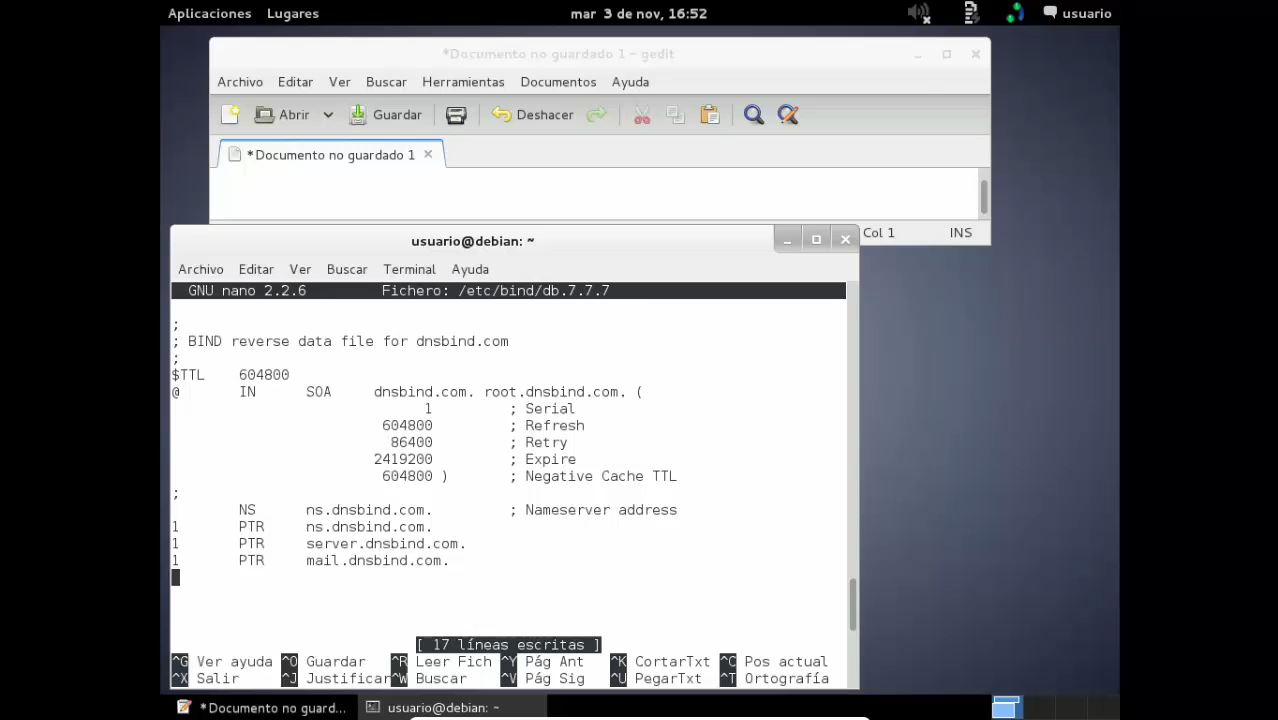 Aplicaciones Lugares mar 3 de nov, 16:52 usuario
*Documento no guardado 1 - gedit
Archivo Editar Ver Buscar Herramientas Documentos Ayuda
Abrir Guardar Deshacer
*Documento no guardado 1
Col 1 INS
usuario@debian: ~
Archivo Editar Ver Buscar Terminal Ayuda
GNU nano 2.2.6 Fichero: /etc/bind/db.7.7.7
;
; BIND reverse data file for dnsbind.com
;
$TTL 604800
@ IN SOA dnsbind.com. root.dnsbind.com. (
1 ; Serial
604800 ; Refresh
86400 ; Retry
2419200 ; Expire
604800 ) ; Negative Cache TTL
;
NS ns.dnsbind.com. ; Nameserver address
1 PTR ns.dnsbind.com.
1 PTR server.dnsbind.com.
1 PTR mail.dnsbind.com.
[ 17 líneas escritas ]
^G Ver ayuda ^O Guardar ^R Leer Fich ^Y Pág Ant ^K CortarTxt ^C Pos actual
^X Salir ^J Justificar ^W Buscar ^V Pág Sig ^U PegarTxt ^T Ortografía
*Documento no guard... usuario@debian: ~